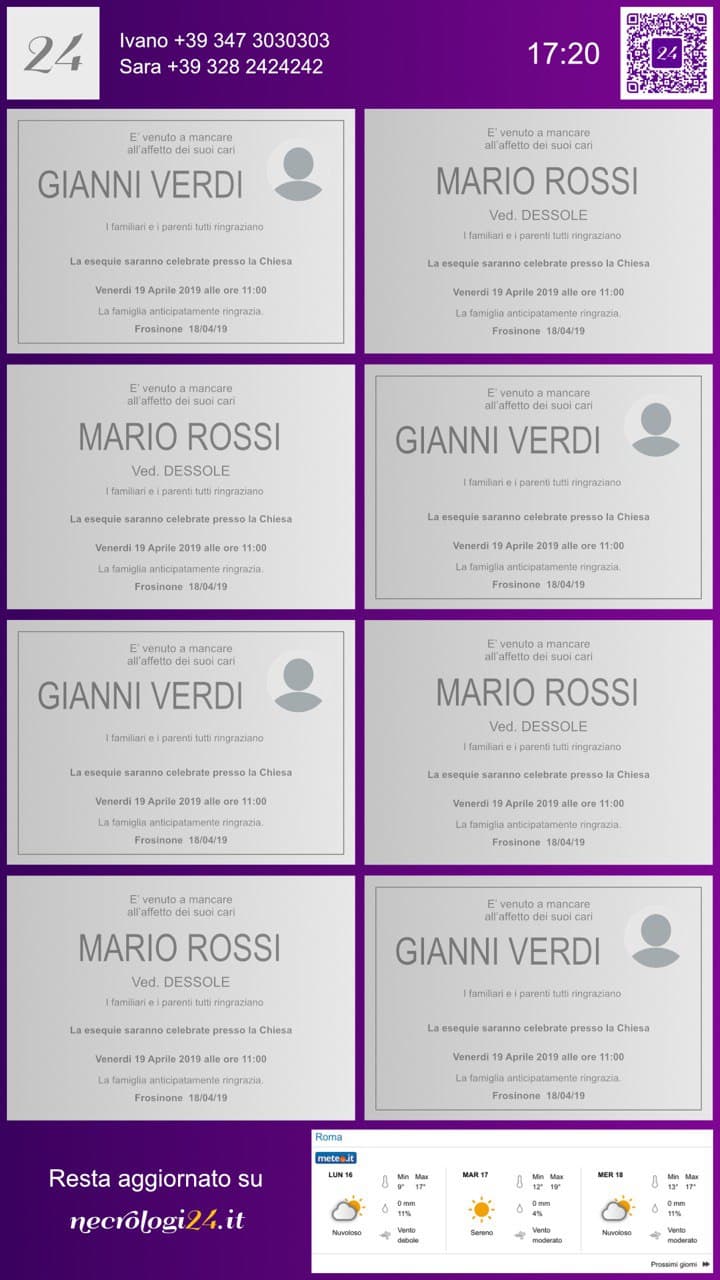 24
Ivano +39 347 3030303
Sara +39 328 2424242
17:20
24
E' venuto a mancare
all'affetto dei suoi cari
GIANNI VERDI
I familiari e i parenti tutti ringraziano
La esequie saranno celebrate presso la Chiesa
Venerdì 19 Aprile 2019 alle ore 11:00
La famiglia anticipatamente ringrazia.
Frosinone 18/04/19
E' venuto a mancare
all'affetto dei suoi cari
MARIO ROSSI
Ved. DESSOLE
I familiari e i parenti tutti ringraziano
La esequie saranno celebrate presso la Chiesa
Venerdì 19 Aprile 2019 alle ore 11:00
La famiglia anticipatamente ringrazia.
Frosinone 18/04/19
E' venuto a mancare
all'affetto dei suoi cari
MARIO ROSSI
Ved. DESSOLE
I familiari e i parenti tutti ringraziano
La esequie saranno celebrate presso la Chiesa
Venerdì 19 Aprile 2019 alle ore 11:00
La famiglia anticipatamente ringrazia.
Frosinone 18/04/19
E' venuto a mancare
all'affetto dei suoi cari
GIANNI VERDI
I familiari e i parenti tutti ringraziano
La esequie saranno celebrate presso la Chiesa
Venerdì 19 Aprile 2019 alle ore 11:00
La famiglia anticipatamente ringrazia.
Frosinone 18/04/19
E' venuto a mancare
all'affetto dei suoi cari
GIANNI VERDI
I familiari e i parenti tutti ringraziano
La esequie saranno celebrate presso la Chiesa
Venerdì 19 Aprile 2019 alle ore 11:00
La famiglia anticipatamente ringrazia.
Frosinone 18/04/19
E' venuto a mancare
all'affetto dei suoi cari
MARIO ROSSI
Ved. DESSOLE
I familiari e i parenti tutti ringraziano
La esequie saranno celebrate presso la Chiesa
Venerdì 19 Aprile 2019 alle ore 11:00
La famiglia anticipatamente ringrazia.
Frosinone 18/04/19
E' venuto a mancare
all'affetto dei suoi cari
MARIO ROSSI
Ved. DESSOLE
I familiari e i parenti tutti ringraziano
La esequie saranno celebrate presso la Chiesa
Venerdì 19 Aprile 2019 alle ore 11:00
La famiglia anticipatamente ringrazia.
Frosinone 18/04/19
E' venuto a mancare
all'affetto dei suoi cari
GIANNI VERDI
I familiari e i parenti tutti ringraziano
La esequie saranno celebrate presso la Chiesa
Venerdì 19 Aprile 2019 alle ore 11:00
La famiglia anticipatamente ringrazia.
Frosinone 18/04/19
Resta aggiornato su
necrologi24.it
Roma
meteo.it
LUN 16
Min Max
9° 17°
0 mm
11%
Nuvoloso
Vento
debole
MAR 17
Min Max
12° 19°
0 mm
4%
Sereno
Vento
moderato
MER 18
Min Max
13° 17°
0 mm
11%
Nuvoloso
Vento
moderato
Prossimi giorni